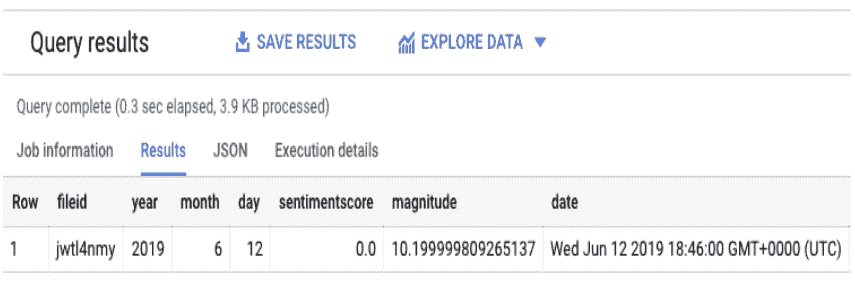 Query results SAVE RESULTS EXPLORE DATA
Query complete (0.3 sec elapsed, 3.9 KB processed)
Job information Results JSON Execution details
Row fileid year month day sentimentscore magnitude date
1 jwtl4nmy 2019 6 12 0.0 10.199999809265137 Wed Jun 12 2019 18:46:00 GMT+0000 (UTC)